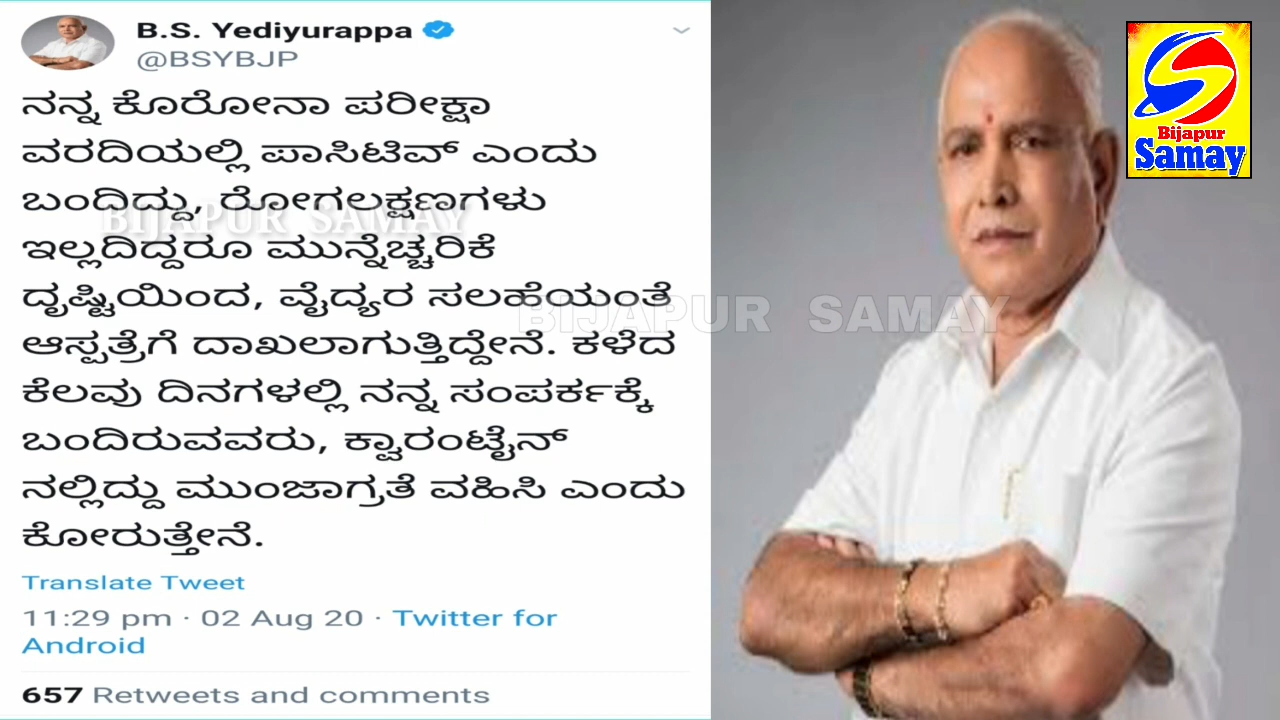 B.S. Yediyurappa
@BSYBJP
ನನ್ನ ಕೊರೋನಾ ಪರೀಕ್ಷಾ
ವರದಿಯಲ್ಲಿ ಪಾಸಿಟಿವ್ ಎಂದು
ಬಂದಿದ್ದು, ರೋಗಲಕ್ಷಣಗಳು
ಇಲ್ಲದಿದ್ದರೂ ಮುನ್ನೆಚ್ಚರಿಕೆ
ದೃಷ್ಟಿಯಿಂದ, ವೈದ್ಯರ ಸಲಹೆಯಂತೆ
ಆಸ್ಪತ್ರೆಗೆ ದಾಖಲಾಗುತ್ತಿದ್ದೇನೆ. ಕಳೆದ
ಕೆಲವು ದಿನಗಳಲ್ಲಿ ನನ್ನ ಸಂಪರ್ಕಕ್ಕೆ
ಬಂದಿರುವವರು, ಕ್ವಾರಂಟೈನ್
ನಲ್ಲಿದ್ದು ಮುಂಜಾಗ್ರತೆ ವಹಿಸಿ ಎಂದು
ಕೋರುತ್ತೇನೆ.
Translate Tweet
11:29 pm · 02 Aug 20 · Twitter for
Android
657 Retweets and comments
BIJAPUR SAMAY
BIJAPUR SAMAY
Bijapur
Samay